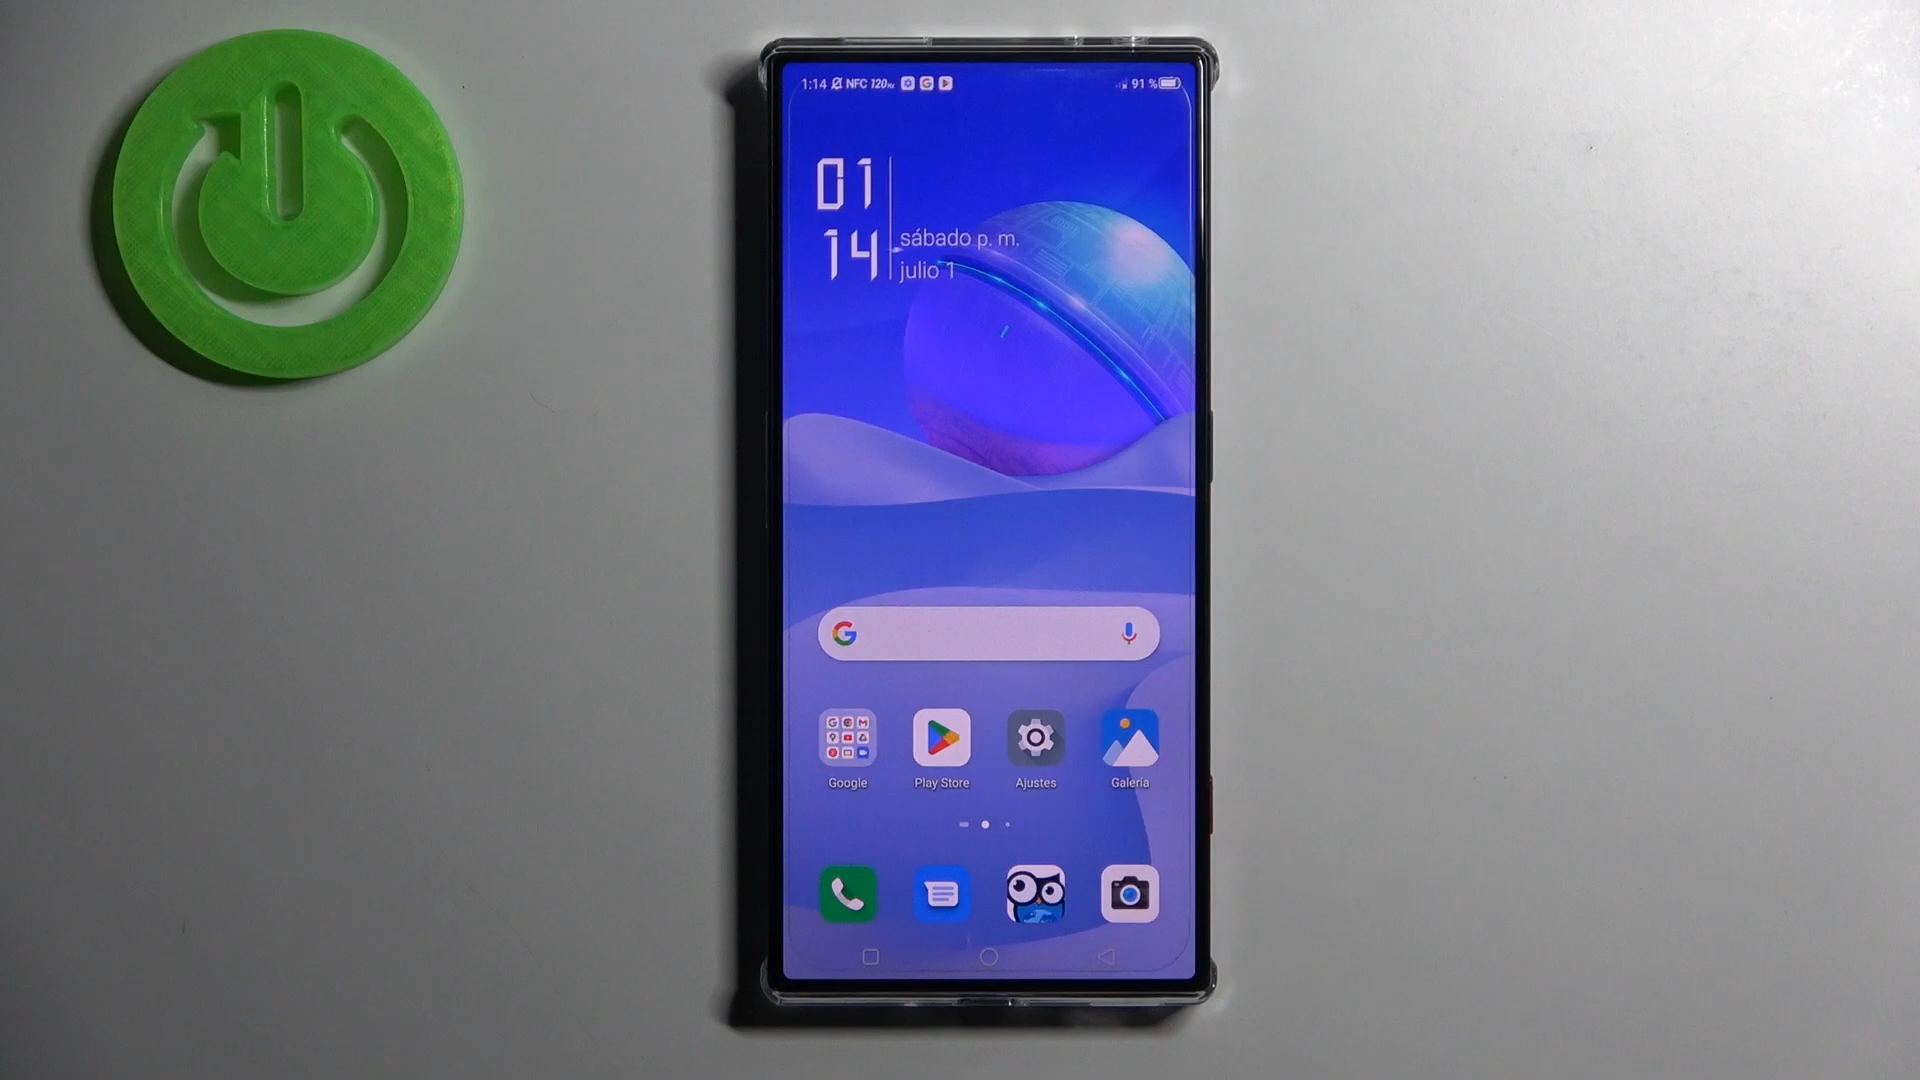 1:14 NFC 120Hz 91 %
01
14
sábado p. m.
julio 1
Google Play Store Ajustes Galería